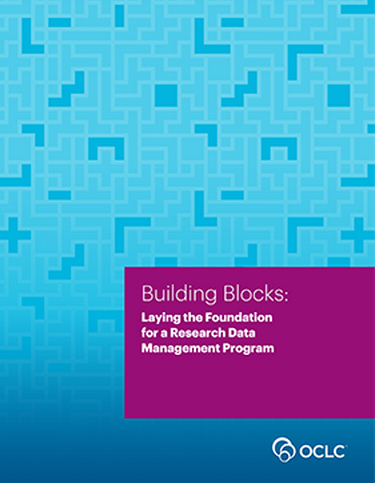 Building Blocks:
Laying the Foundation
for a Research Data
Management Program
OCLC